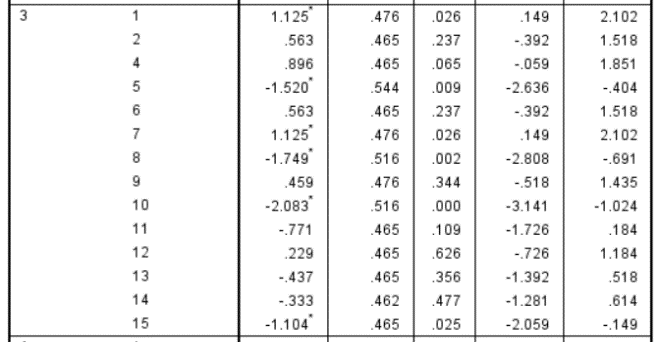 3 1 1.125* .476 .026 .149 2.102
2 .563 .465 .237 -.392 1.518
4 .896 .465 .065 -.059 1.851
5 -1.520* .544 .009 -2.636 -.404
6 .563 .465 .237 -.392 1.518
7 1.125* .476 .026 .149 2.102
8 -1.749* .516 .002 -2.808 -.691
9 .459 .476 .344 -.518 1.435
10 -2.083* .516 .000 -3.141 -1.024
11 -.771 .465 .109 -1.726 .184
12 .229 .465 .626 -.726 1.184
13 -.437 .465 .356 -1.392 .518
14 -.333 .462 .477 -1.281 .614
15 -1.104* .465 .025 -2.059 -.149